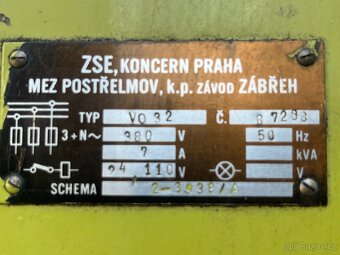 ZSE, KONCERN PRAHA
MEZ POSTŘELMOV, k.p. ZÁVOD ZÁBŘEH
TYP VO 32 Č.
3+N~ 380 V 50 Hz
7 A kVA
24 110 V V
SCHEMA